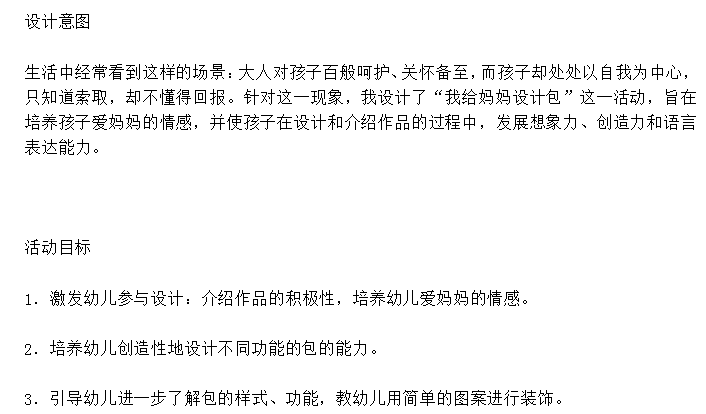 设计意图
生活中经常看到这样的场景：大人对孩子百般呵护、关怀备至，而孩子却处处以自我为中心，
只知道索取，却不懂得回报。针对这一现象，我设计了“我给妈妈设计包”这一活动，旨在
培养孩子爱妈妈的情感，并使孩子在设计和介绍作品的过程中，发展想象力、创造力和语言
表达能力。
活动目标
1．激发幼儿参与设计：介绍作品的积极性，培养幼儿爱妈妈的情感。
2．培养幼儿创造性地设计不同功能的包的能力。
3．引导幼儿进一步了解包的样式、功能，教幼儿用简单的图案进行装饰。